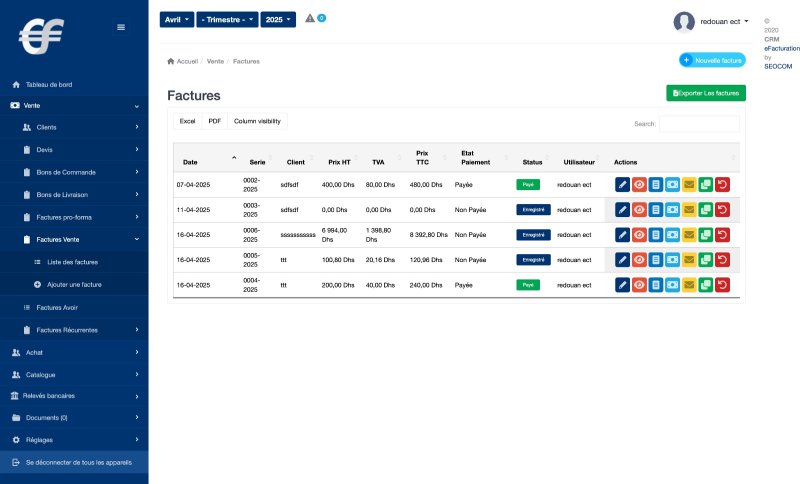 Avril
- Trimestre -
2025
0
redouan ect
©
2020
CRM
eFacturation
by
SEOCOM
Tableau de bord
Vente
Clients
Devis
Bons de Commande
Bons de Livraison
Factures pro-forma
Factures Vente
Liste des factures
Ajouter une facture
Factures Avoir
Factures Récurrentes
Achat
Catalogue
Relevés bancaires
Documents (0)
Réglages
Se déconnecter de tous les appareils
Accueil / Vente / Factures
Nouvelle facture
Factures
Exporter Les factures
Excel PDF Column visibility
Search:
Date Serie Client Prix HT TVA Prix TTC Etat Paiement Status Utilisateur Actions
07-04-2025 0002-2025 sdfsdf 400,00 Dhs 80,00 Dhs 480,00 Dhs Payée Payé redouan ect
11-04-2025 0003-2025 sdfsdf 0,00 Dhs 0,00 Dhs 0,00 Dhs Non Payée Enregistré redouan ect
16-04-2025 0006-2025 sssssssssss 6 994,00 Dhs 1 398,80 Dhs 8 392,80 Dhs Non Payée Enregistré redouan ect
16-04-2025 0005-2025 ttt 100,80 Dhs 20,16 Dhs 120,96 Dhs Non Payée Enregistré redouan ect
16-04-2025 0004-2025 ttt 200,00 Dhs 40,00 Dhs 240,00 Dhs Payée Payé redouan ect